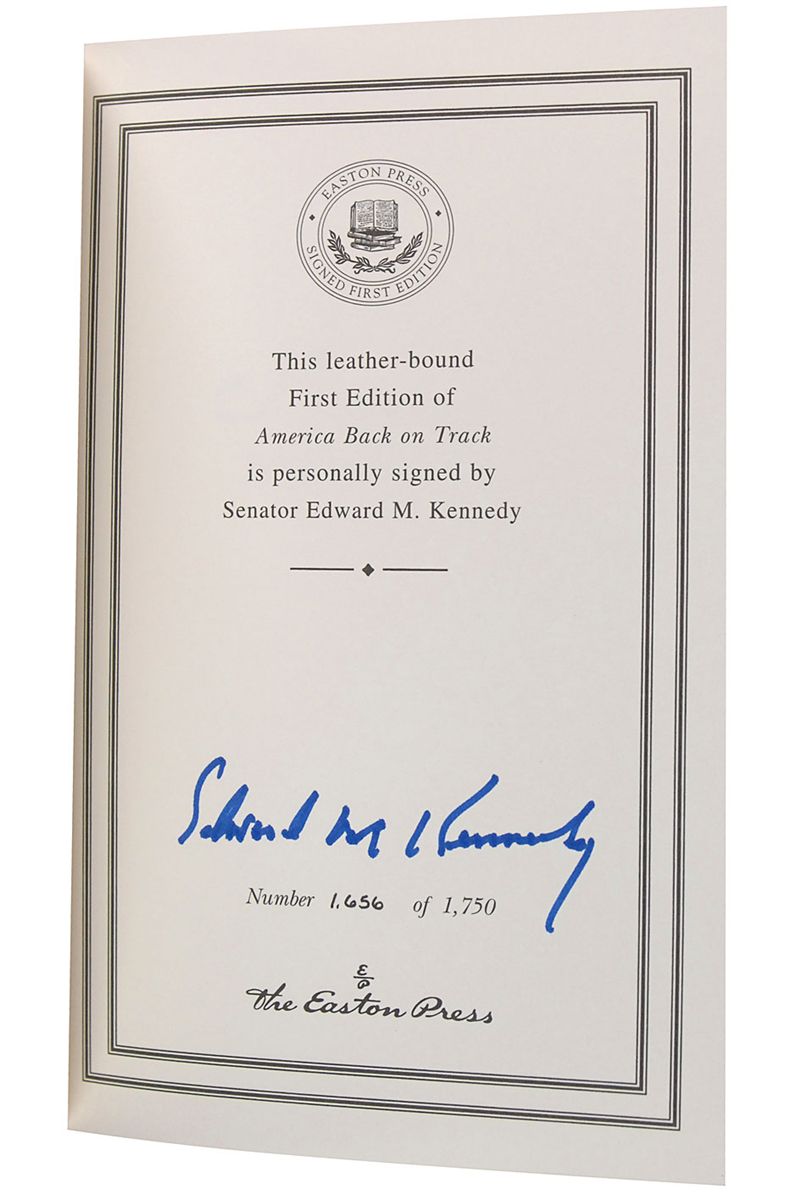 EASTON PRESS
SIGNED FIRST EDITION
This leather-bound
First Edition of
America Back on Track
is personally signed by
Senator Edward M. Kennedy
Edward M Kennedy
Number 1,656 of 1,750
E
P
The Easton Press